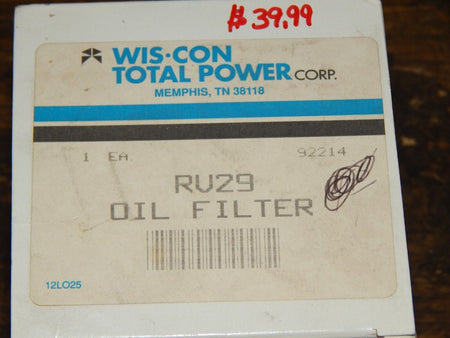 $39.99
WIS·CON
TOTAL POWER CORP.
MEMPHIS, TN 38118
1 EA 92214
RV29
OIL FILTER
12LO25